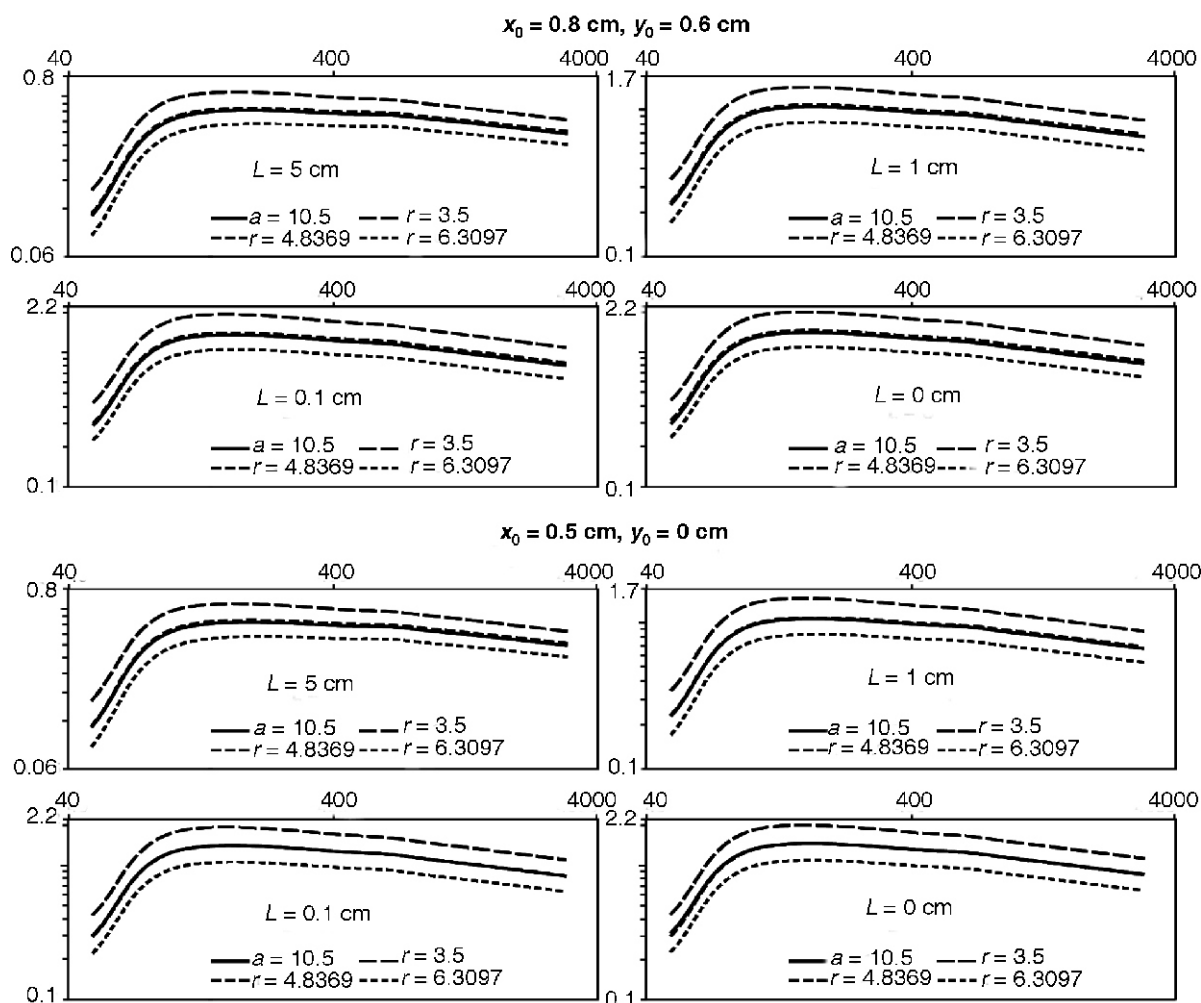 x0 = 0.8 cm, y0 = 0.6 cm
40 400 4000 40 400 4000
0.8 1.7
L = 5 cm L = 1 cm
a = 10.5 r = 3.5 a = 10.5 r = 3.5
r = 4.8369 r = 6.3097 r = 4.8369 r = 6.3097
0.06 0.1
40 400 4000 40 400 4000
2.2 2.2
L = 0.1 cm L = 0 cm
a = 10.5 r = 3.5 a = 10.5 r = 3.5
r = 4.8369 r = 6.3097 r = 4.8369 r = 6.3097
0.1 0.1
x0 = 0.5 cm, y0 = 0 cm
40 400 4000 40 400 4000
0.8 1.7
L = 5 cm L = 1 cm
a = 10.5 r = 3.5 a = 10.5 r = 3.5
r = 4.8369 r = 6.3097 r = 4.8369 r = 6.3097
0.06 0.1
40 400 4000 40 400 4000
2.2 2.2
L = 0.1 cm L = 0 cm
a = 10.5 r = 3.5 a = 10.5 r = 3.5
r = 4.8369 r = 6.3097 r = 4.8369 r = 6.3097
0.1 0.1